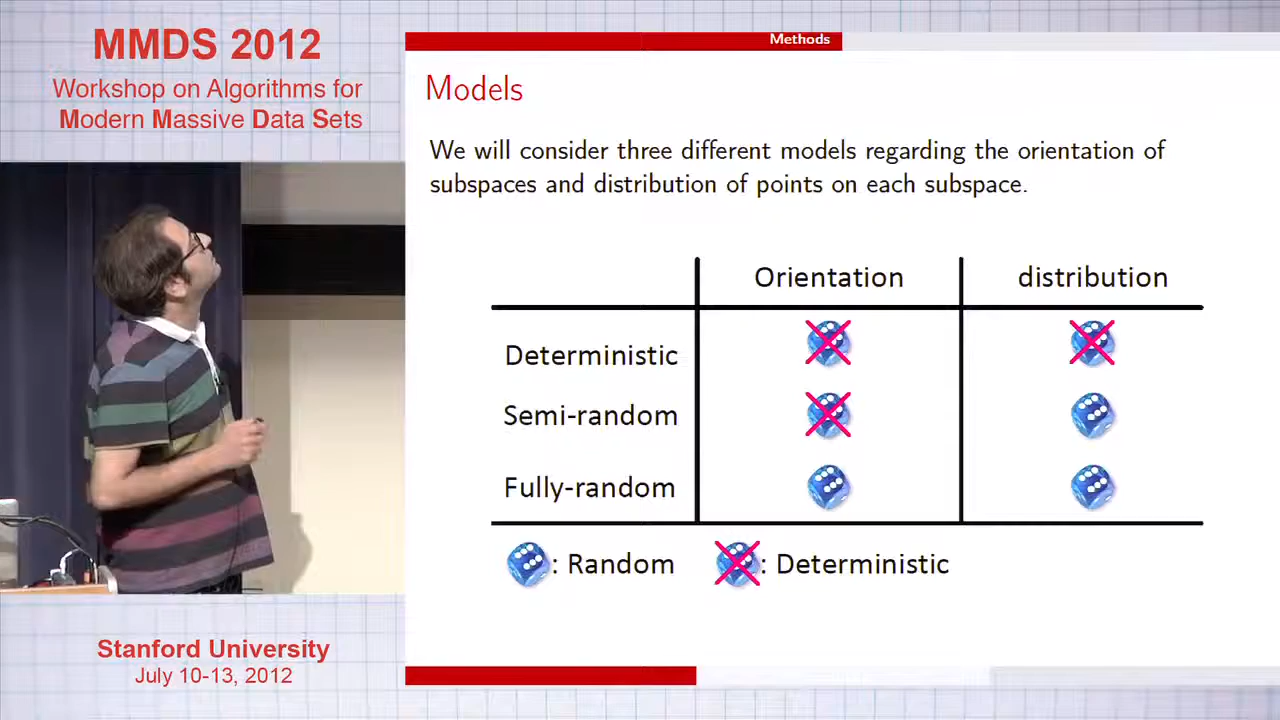 MMDS 2012
Workshop on Algorithms for
Modern Massive Data Sets
Methods
Models
We will consider three different models regarding the orientation of
subspaces and distribution of points on each subspace.
Orientation distribution
Deterministic
Semi-random
Fully-random
: Random : Deterministic
Stanford University
July 10-13, 2012